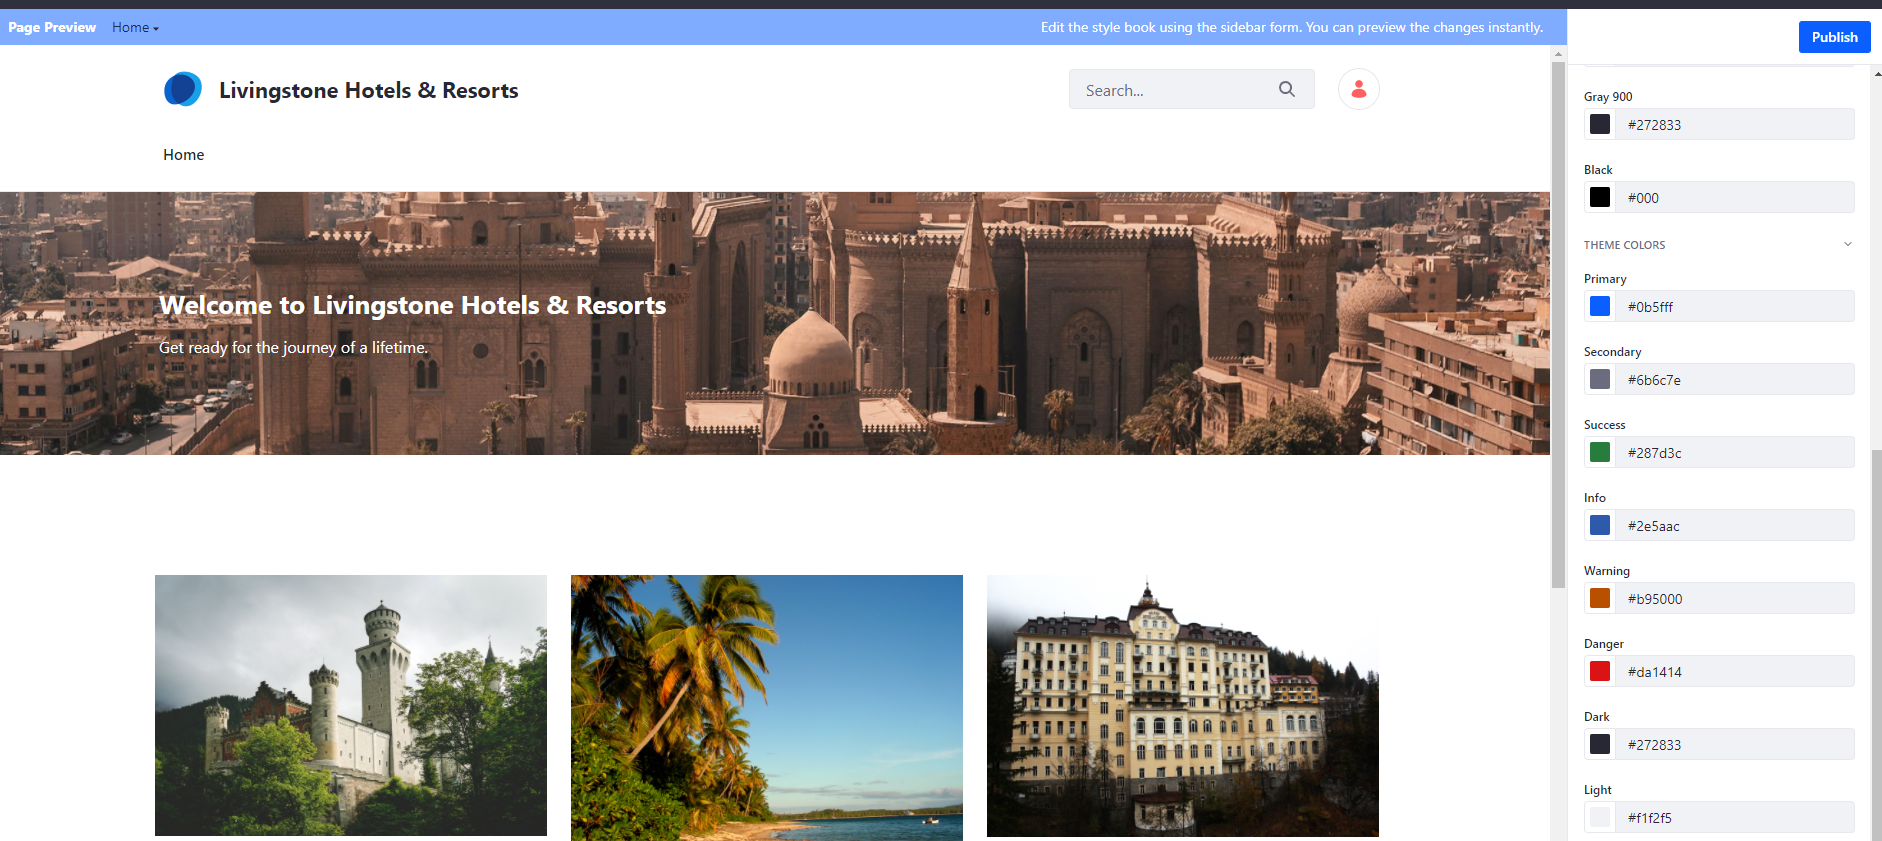 Page Preview Home
Edit the style book using the sidebar form. You can preview the changes instantly.
Publish
Livingstone Hotels & Resorts
Search...
Home
Welcome to Livingstone Hotels & Resorts
Get ready for the journey of a lifetime.
Gray 900
#272833
Black
#000
THEME COLORS
Primary
#0b5fff
Secondary
#6b6c7e
Success
#287d3c
Info
#2e5aac
Warning
#b95000
Danger
#da1414
Dark
#272833
Light
#f1f2f5